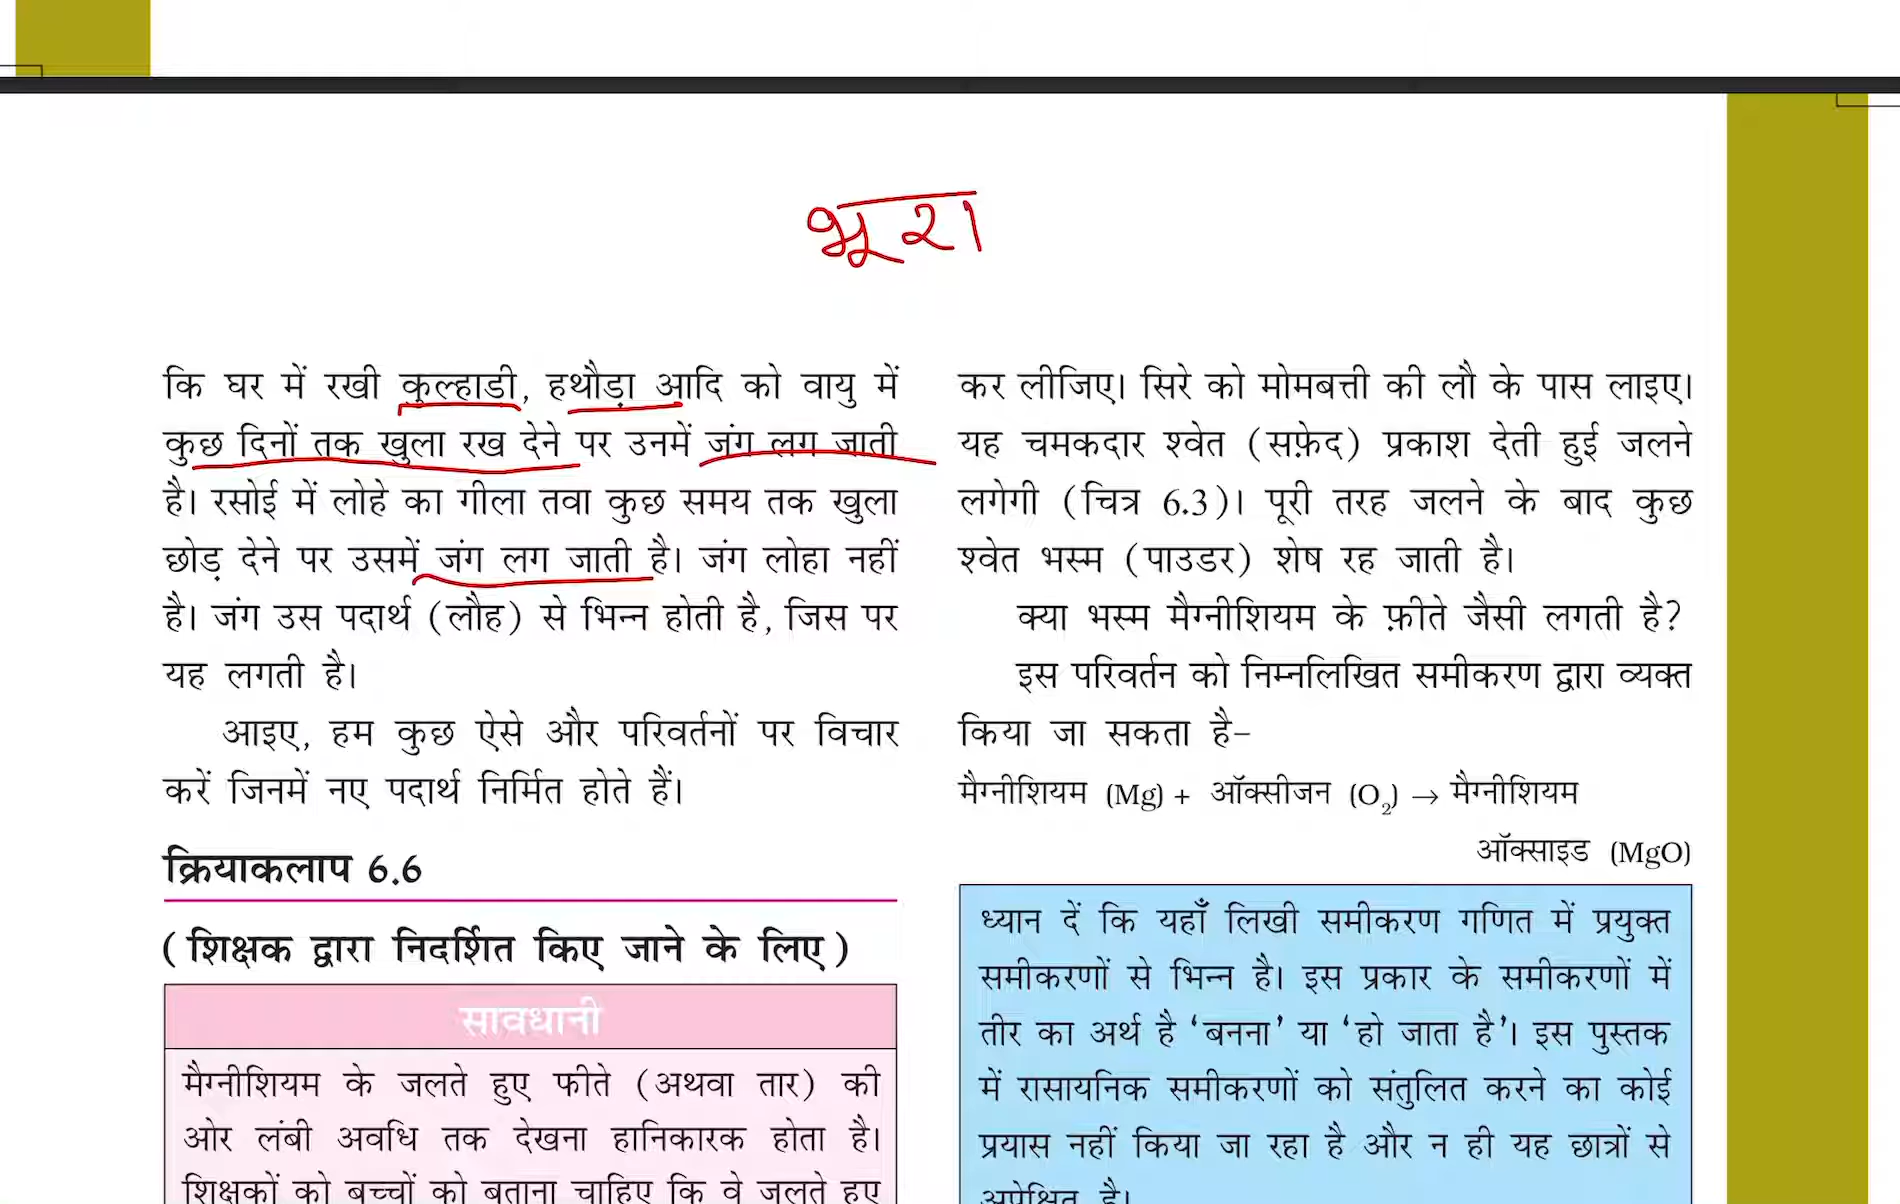 भूरा
कि घर में रखी कुल्हाडी, हथौड़ा आदि को वायु में
कुछ दिनों तक खुला रख देने पर उनमें जंग लग जाती
है। रसोई में लोहे का गीला तवा कुछ समय तक खुला
छोड़ देने पर उसमें जंग लग जाती है। जंग लोहा नहीं
है। जंग उस पदार्थ (लौह) से भिन्न होती है, जिस पर
यह लगती है।
आइए, हम कुछ ऐसे और परिवर्तनों पर विचार
करें जिनमें नए पदार्थ निर्मित होते हैं।
क्रियाकलाप 6.6
(शिक्षक द्वारा निदर्शित किए जाने के लिए)
सावधानी
मैग्नीशियम के जलते हुए फीते (अथवा तार) की
ओर लंबी अवधि तक देखना हानिकारक होता है।
शिक्षकों को बच्चों को बताना चाहिए कि वे जलते हुए
कर लीजिए। सिरे को मोमबत्ती की लौ के पास लाइए।
यह चमकदार श्वेत (सफ़ेद) प्रकाश देती हुई जलने
लगेगी (चित्र 6.3)। पूरी तरह जलने के बाद कुछ
श्वेत भस्म (पाउडर) शेष रह जाती है।
क्या भस्म मैग्नीशियम के फ़ीते जैसी लगती है?
इस परिवर्तन को निम्नलिखित समीकरण द्वारा व्यक्त
किया जा सकता है–
मैग्नीशियम (Mg) + ऑक्सीजन (O₂) → मैग्नीशियम
ऑक्साइड (MgO)
ध्यान दें कि यहाँ लिखी समीकरण गणित में प्रयुक्त
समीकरणों से भिन्न है। इस प्रकार के समीकरणों में
तीर का अर्थ है ‘बनना’ या ‘हो जाता है’। इस पुस्तक
में रासायनिक समीकरणों को संतुलित करने का कोई
प्रयास नहीं किया जा रहा है और न ही यह छात्रों से
अपेक्षित है।